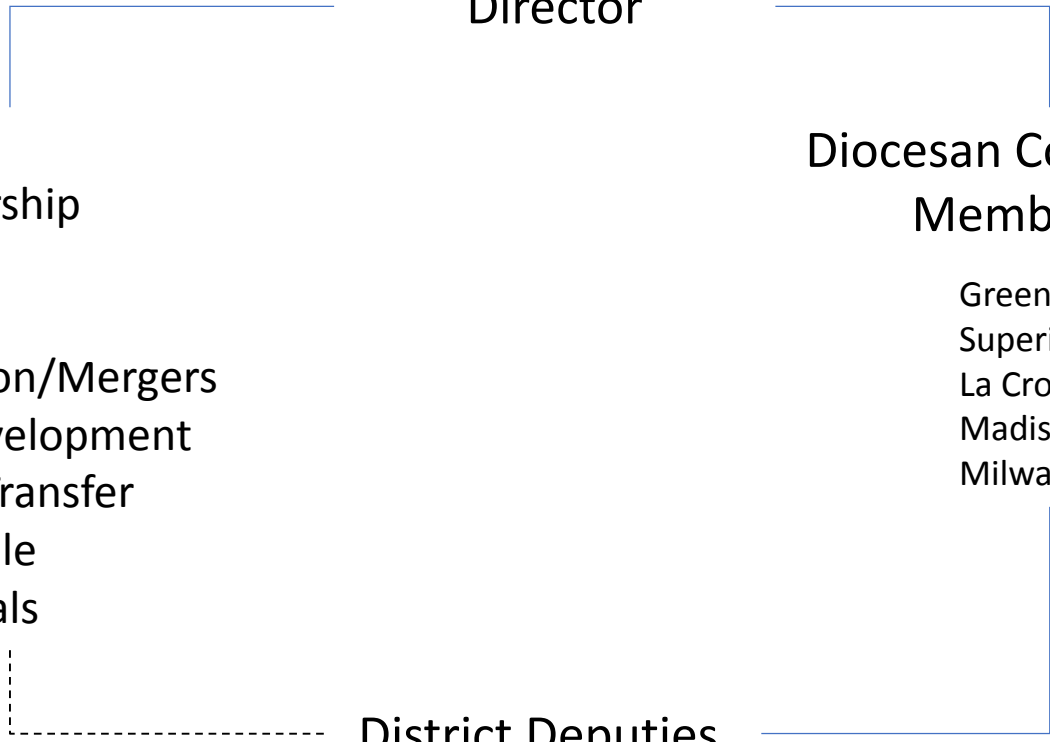 Director
Diocesan Co
Memb
rship
Green
Superi
La Cro
Madis
Milwa
on/Mergers
velopment
ransfer
le
als
District Deputies